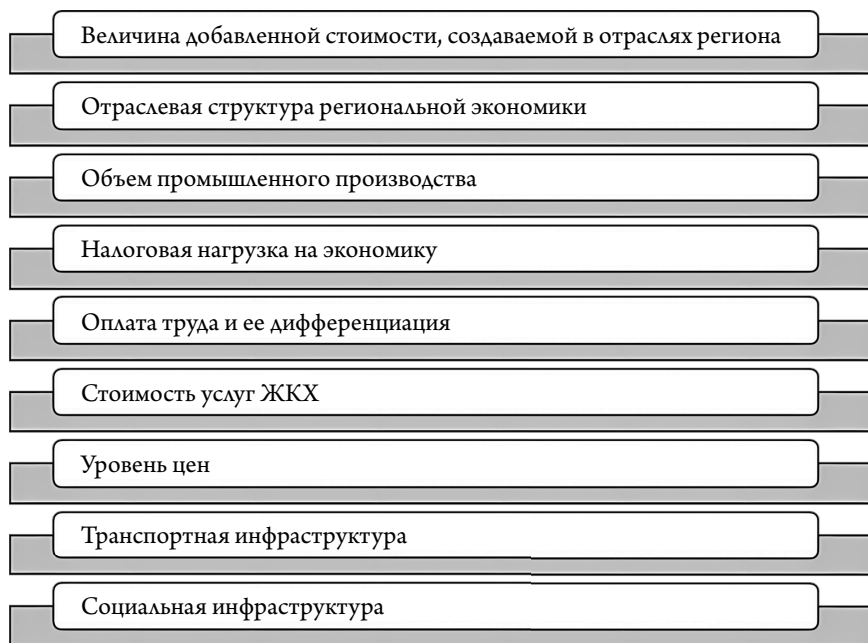 Величина добавленной стоимости, создаваемой в отраслях региона
Отраслевая структура региональной экономики
Объем промышленного производства
Налоговая нагрузка на экономику
Оплата труда и ее дифференциация
Стоимость услуг ЖКХ
Уровень цен
Транспортная инфраструктура
Социальная инфраструктура